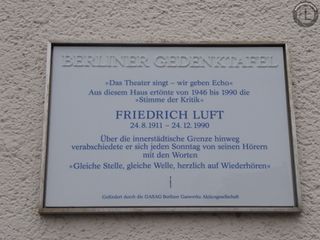 BERLINER GEDENKTAFEL
»Das Theater singt – wir geben Echo«
Aus diesem Haus ertönte von 1946 bis 1990 die
»Stimme der Kritik«
FRIEDRICH LUFT
24. 8. 1911 – 24. 12. 1990
Über die innerstädtische Grenze hinweg
verabschiedete er sich jeden Sonntag von seinen Hörern
mit den Worten
»Gleiche Stelle, gleiche Welle, herzlich auf Wiederhören«
Gefördert durch die GASAG Berliner Gaswerke Aktiengesellschaft